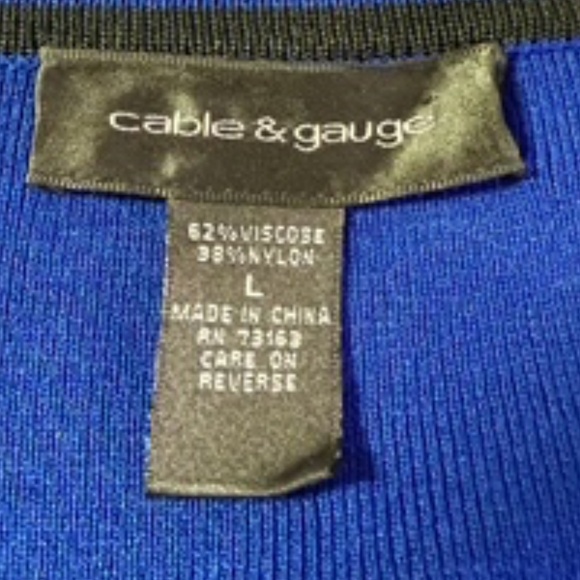 cable & gauge
62% VISCOSE
38% NYLON
L
MADE IN CHINA
RN 73163
CARE ON
REVERSE